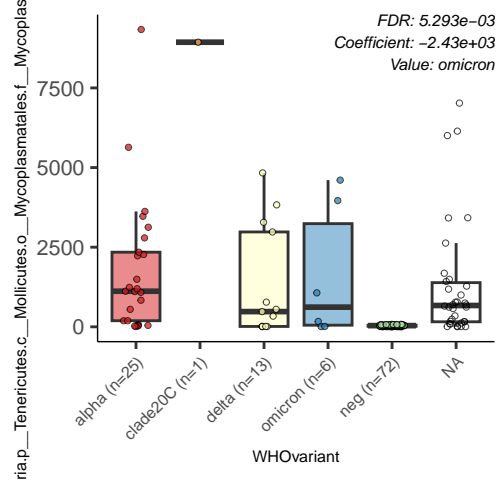 FDR: 5.293e−03
Coefficient: −2.43e+03
Value: omicron
ria.p__Tenericutes.c__Mollicutes.o__Mycoplasmatales.f__Mycoplas
7500
5000
2500
0
alpha (n=25)
clade20C (n=1)
delta (n=13)
omicron (n=6)
neg (n=72)
NA
WHOvariant